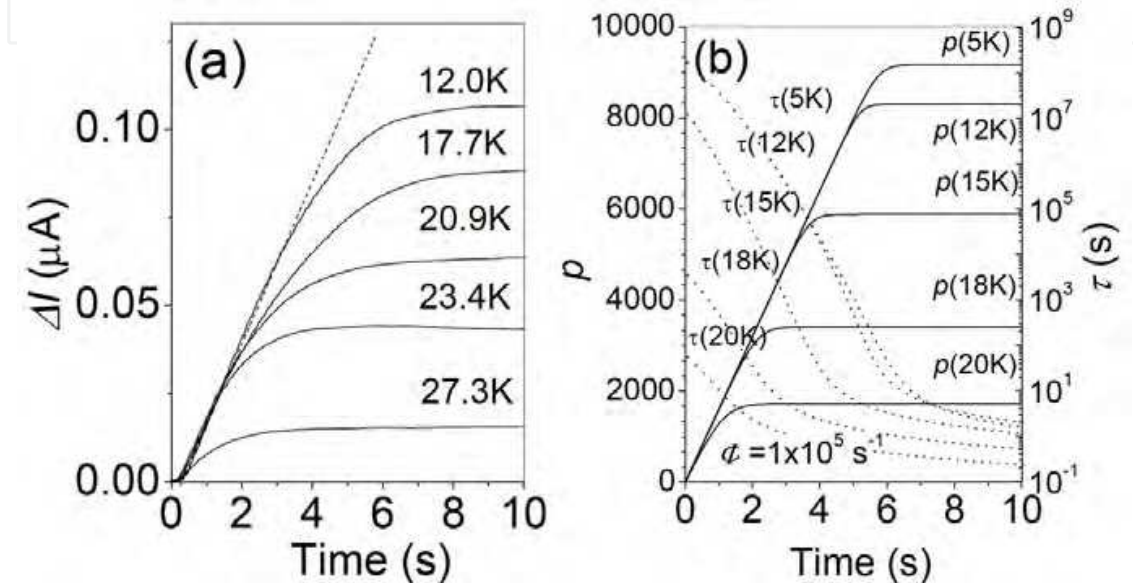 (a)
12.0K
17.7K
20.9K
23.4K
27.3K
0.10
0.05
0.00
ΔI (μA)
0 2 4 6 8 10
Time (s)
(b)
p(5K)
τ(5K)
τ(12K)
p(12K)
τ(15K)
p(15K)
τ(18K)
p(18K)
τ(20K)
p(20K)
₵ =1x10⁵ s⁻¹
10000
8000
6000
4000
2000
0
p
10⁹
10⁷
10⁵
10³
10¹
10⁻¹
τ (s)
0 2 4 6 8 10
Time (s)